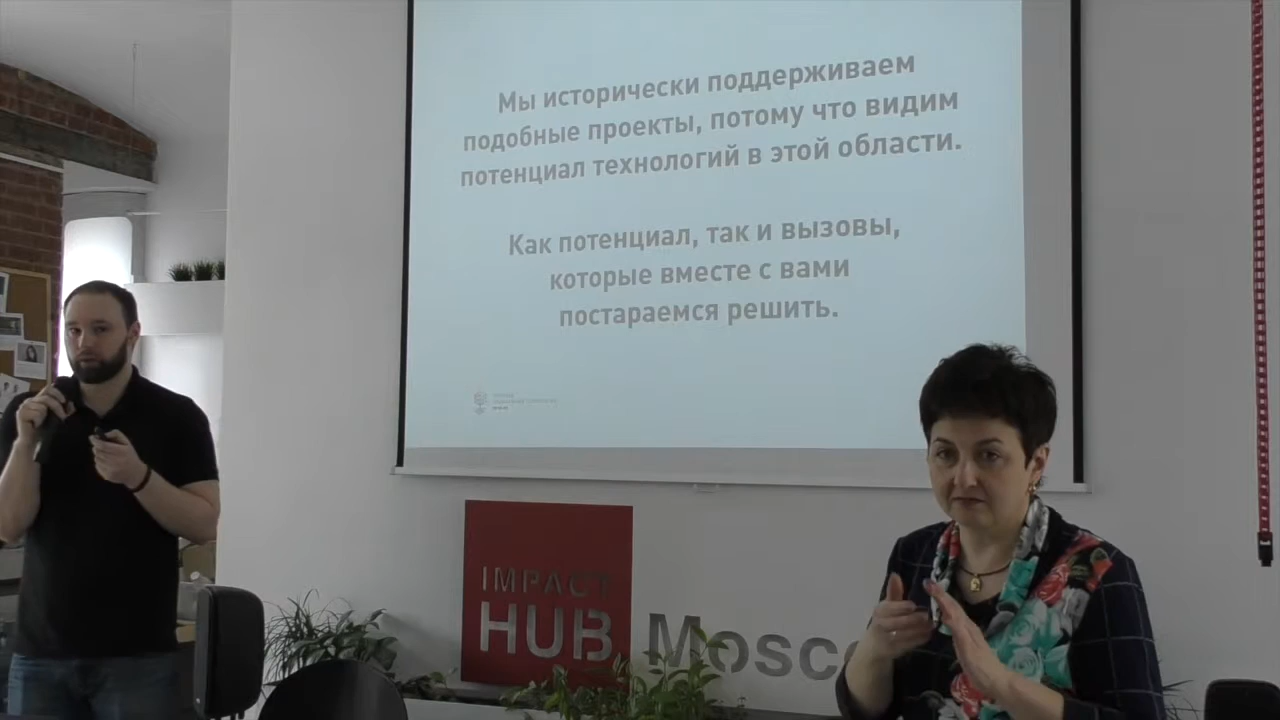 Мы исторически поддерживаем
подобные проекты, потому что видим
потенциал технологий в этой области.
Как потенциал, так и вызовы,
которые вместе с вами
постараемся решить.
IMPACT
HUB
Mosco